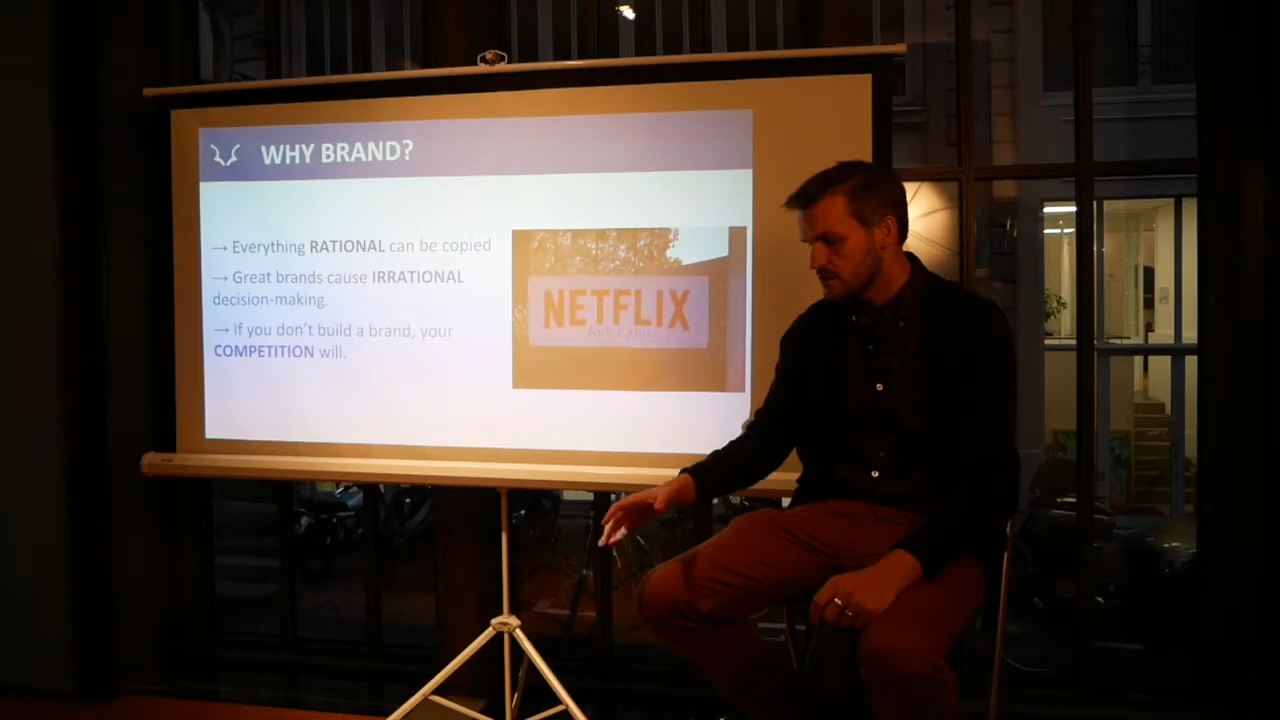 WHY BRAND?
→ Everything RATIONAL can be copied
→ Great brands cause IRRATIONAL
decision-making.
→ If you don't build a brand, your
COMPETITION will.
NETFLIX